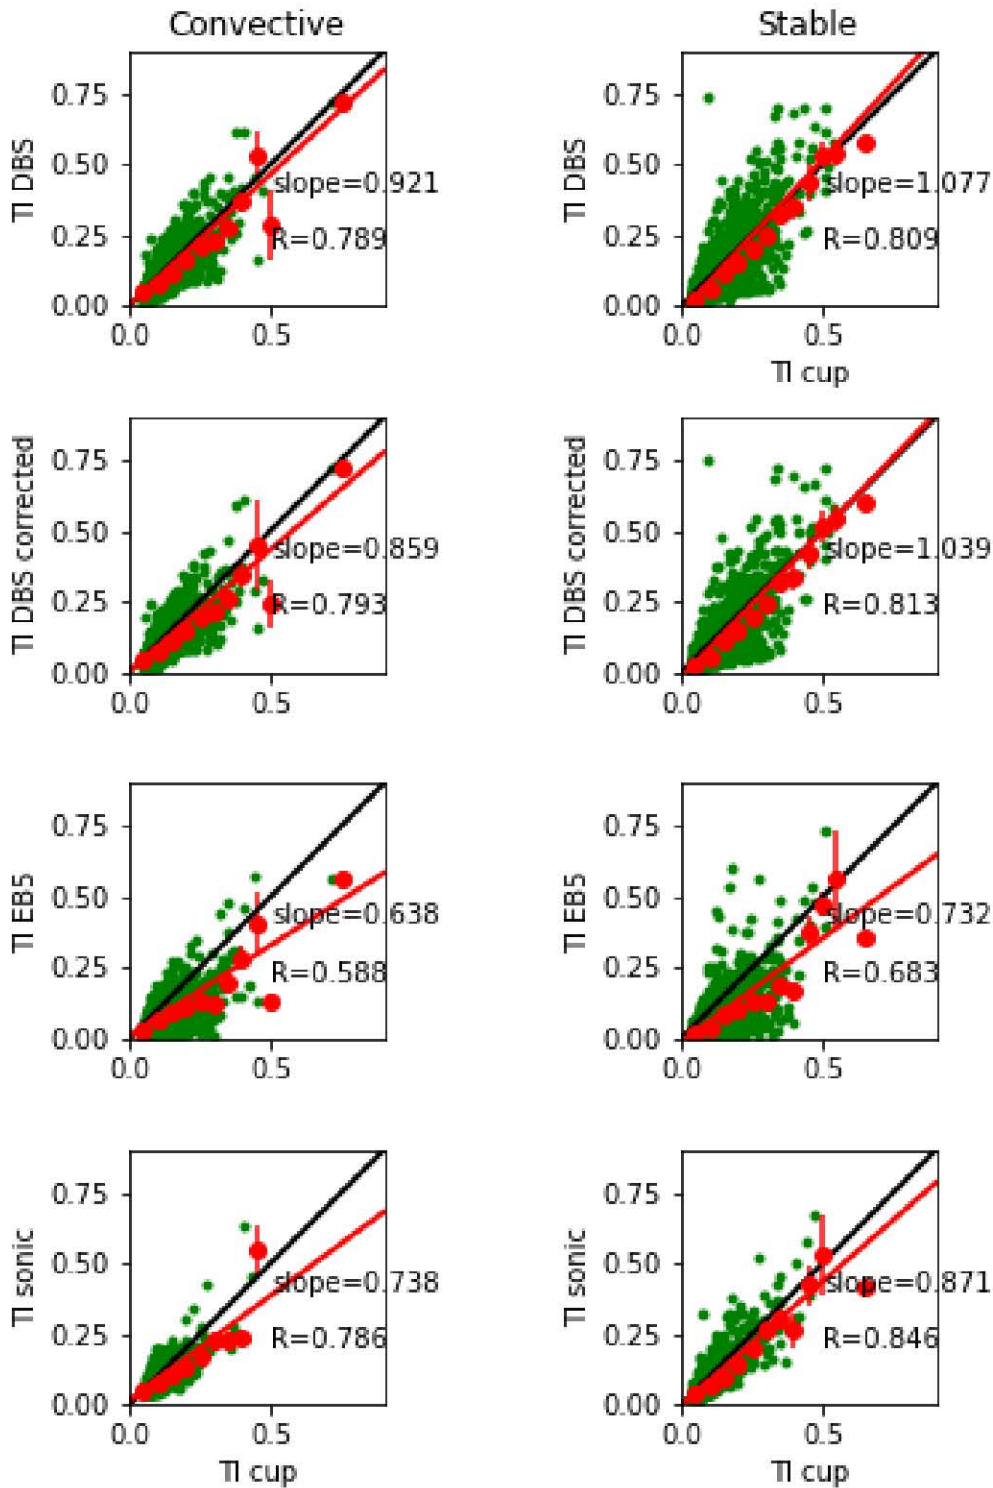 Convective
Stable
TI DBS
0.75
0.50
0.25
0.00
slope=0.921
R=0.789
0.0 0.5
TI DBS
0.75
0.50
0.25
0.00
slope=1.077
R=0.809
0.0 0.5
TI cup
TI DBS corrected
0.75
0.50
0.25
0.00
slope=0.859
R=0.793
0.0 0.5
TI DBS corrected
0.75
0.50
0.25
0.00
slope=1.039
R=0.813
0.0 0.5
TI EB5
0.75
0.50
0.25
0.00
slope=0.638
R=0.588
0.0 0.5
TI EB5
0.75
0.50
0.25
0.00
slope=0.732
R=0.683
0.0 0.5
TI sonic
0.75
0.50
0.25
0.00
slope=0.738
R=0.786
0.0 0.5
TI cup
TI sonic
0.75
0.50
0.25
0.00
slope=0.871
R=0.846
0.0 0.5
TI cup